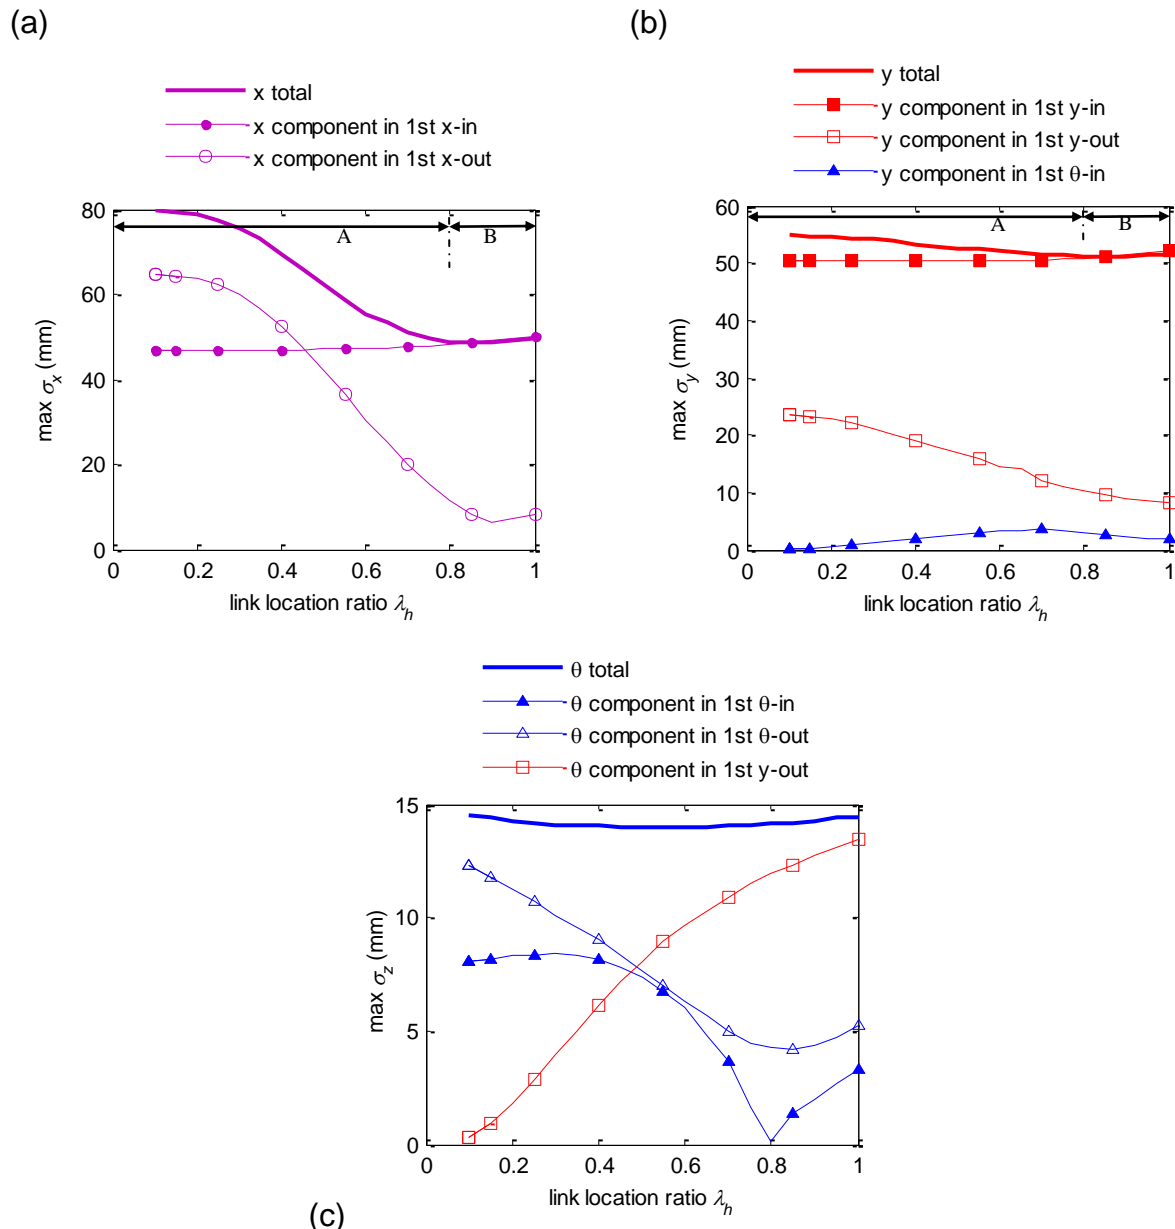 (a)
x total
x component in 1st x-in
x component in 1st x-out
80
60
40
20
0
max σx (mm)
A
B
0 0.2 0.4 0.6 0.8 1
link location ratio λh
(b)
y total
y component in 1st y-in
y component in 1st y-out
y component in 1st θ-in
60
50
40
30
20
10
0
max σy (mm)
A
B
0 0.2 0.4 0.6 0.8 1
link location ratio λh
θ total
θ component in 1st θ-in
θ component in 1st θ-out
θ component in 1st y-out
15
10
5
0
max σz (mm)
0 0.2 0.4 0.6 0.8 1
link location ratio λh
(c)